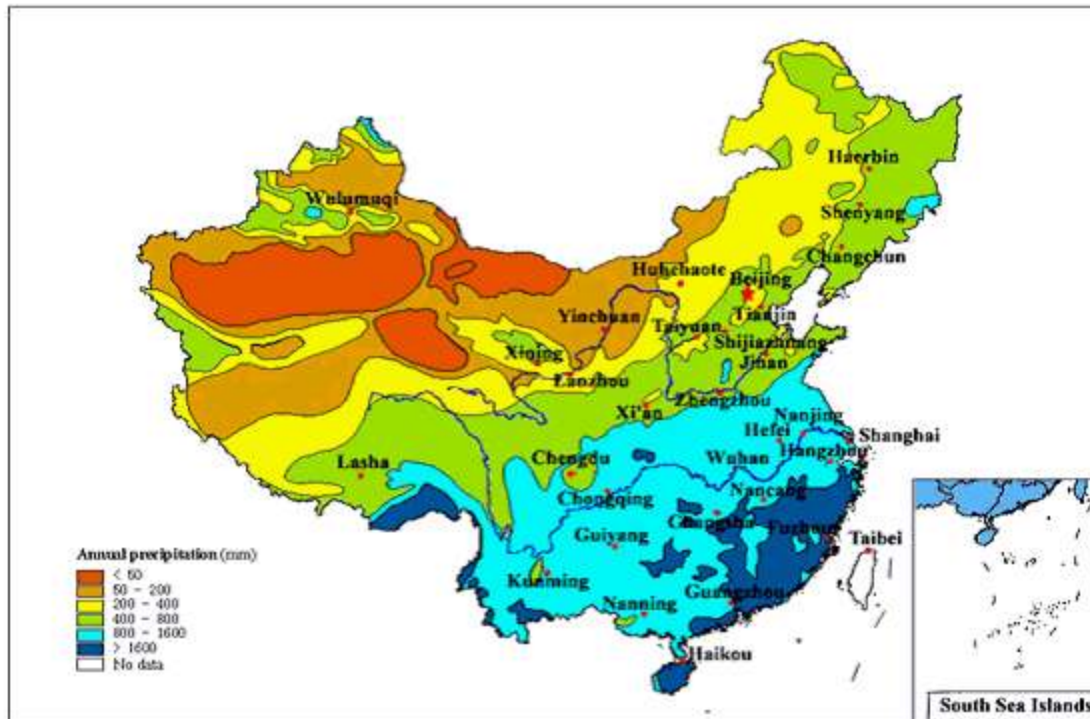 Haerbin
Wulumuqi
Shenyang
Changchun
Huhehaote
Beijing
Yinchuan
Tianjin
Taiyuan
Shijiazhuang
Xining
Jinan
Lanzhou
Zhengzhou
Xi'an
Nanjing
Hefei
Shanghai
Lasha
Chengdu
Wuhan
Hangzhou
Chongqing
Nancang
Changsha
Fuzhou
Taibei
Guiyang
Annual precipitation (mm)
< 50
50 - 200
200 - 400
400 - 800
800 - 1600
> 1600
No data
Kunming
Guangzhou
Nanning
Haikou
South Sea Islands